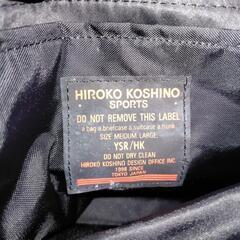 HIROKO KOSHINO
SPORTS
DO NOT REMOVE THIS LABEL
a bag a briefcase a suitcase a trunk
SIZE MEDIUM, LARGE,
YSR/HK
DO NOT DRY CLEAN
HIROKO KOSHINO DESIGN OFFICE INC.
1998 SINCE
TOKYO JAPAN